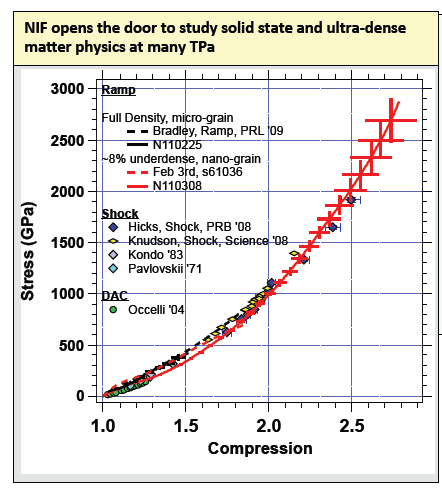 NIF opens the door to study solid state and ultra-dense
matter physics at many TPa
3000
2500
2000
1500
1000
500
0
Stress (GPa)
Ramp
Full Density, micro-grain
Bradley, Ramp, PRL '09
N110225
~8% underdense, nano-grain
Feb 3rd, s61036
N110308
Shock
Hicks, Shock, PRB '08
Knudson, Shock, Science '08
Kondo '83
Pavlovskii '71
DAC
Occelli '04
1.0
1.5
2.0
2.5
Compression